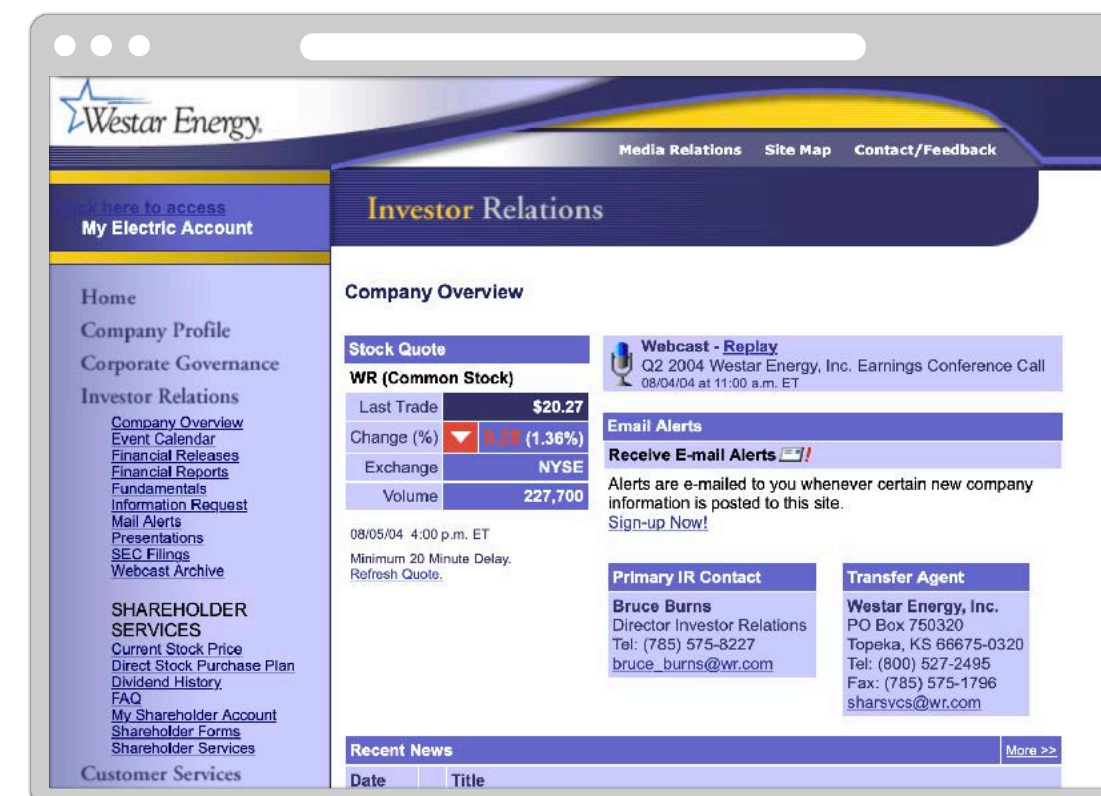 Westar Energy.
Media Relations Site Map Contact/Feedback
here to access
My Electric Account
Investor Relations
Home
Company Profile
Corporate Governance
Investor Relations
Company Overview
Event Calendar
Financial Releases
Financial Reports
Fundamentals
Information Request
Mail Alerts
Presentations
SEC Filings
Webcast Archive
SHAREHOLDER
SERVICES
Current Stock Price
Direct Stock Purchase Plan
Dividend History
FAQ
My Shareholder Account
Shareholder Forms
Shareholder Services
Customer Services
Company Overview
Stock Quote
WR (Common Stock)
Last Trade $20.27
Change (%) 0.28 (1.36%)
Exchange NYSE
Volume 227,700
08/05/04 4:00 p.m. ET
Minimum 20 Minute Delay.
Refresh Quote.
Webcast - Replay
Q2 2004 Westar Energy, Inc. Earnings Conference Call
08/04/04 at 11:00 a.m. ET
Email Alerts
Receive E-mail Alerts
Alerts are e-mailed to you whenever certain new company
information is posted to this site.
Sign-up Now!
Primary IR Contact
Bruce Burns
Director Investor Relations
Tel: (785) 575-8227
bruce_burns@wr.com
Transfer Agent
Westar Energy, Inc.
PO Box 750320
Topeka, KS 66675-0320
Tel: (800) 527-2495
Fax: (785) 575-1796
sharsvcs@wr.com
Recent News More >>
Date Title